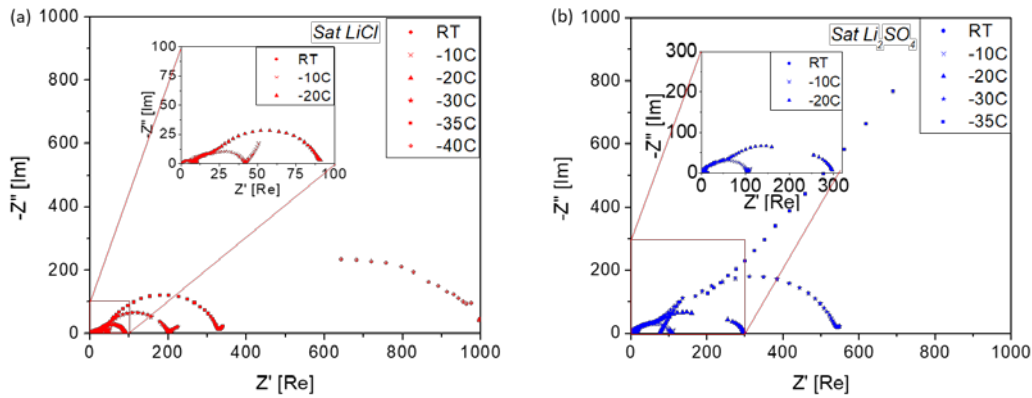 (a)
1000
800
600
400
200
0
-Z" [Im]
0 200 400 600 800 1000
Z' [Re]
Sat LiCl
RT
-10C
-20C
-30C
-35C
-40C
100
75
50
25
0
-Z" [Im]
0 25 50 75 100
Z' [Re]
RT
-10C
-20C
(b)
1000
800
600
400
200
0
-Z" [Im]
0 200 400 600 800 1000
Z' [Re]
Sat Li₂SO₄
RT
-10C
-20C
-30C
-35C
300
200
100
0
-Z" [Im]
0 100 200 300
Z' [Re]
RT
-10C
-20C